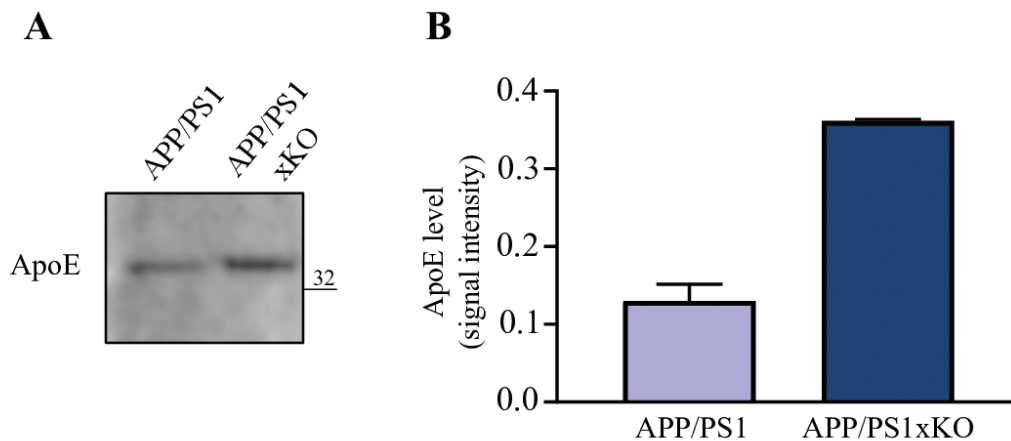 A
APP/PS1
APP/PS1
xKO
ApoE
32
B
ApoE level
(signal intensity)
0.4
0.3
0.2
0.1
0.0
APP/PS1
APP/PS1xKO